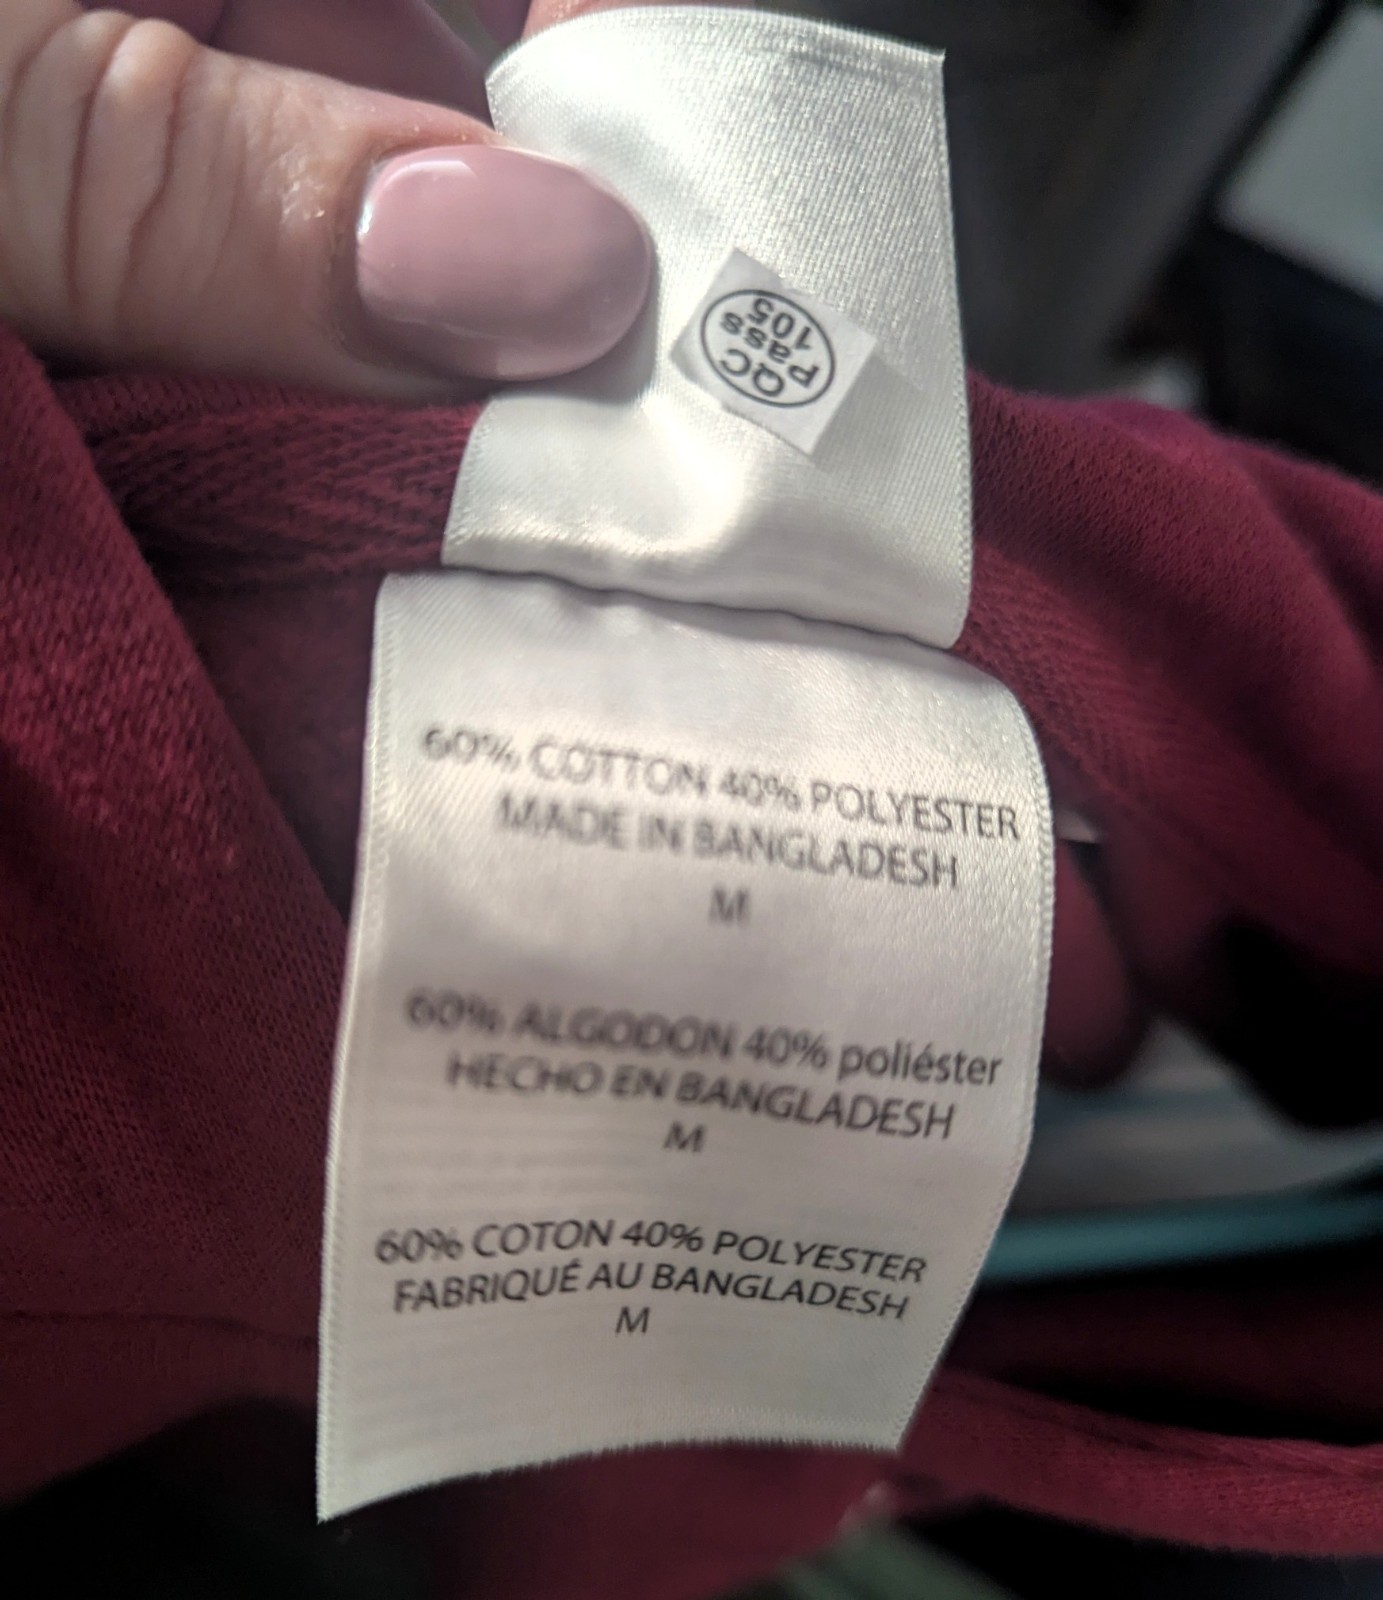 QC
pass
105
60% COTTON 40% POLYESTER
MADE IN BANGLADESH
M
60% ALGODON 40% poliéster
HECHO EN BANGLADESH
M
60% COTON 40% POLYESTER
FABRIQUÉ AU BANGLADESH
M